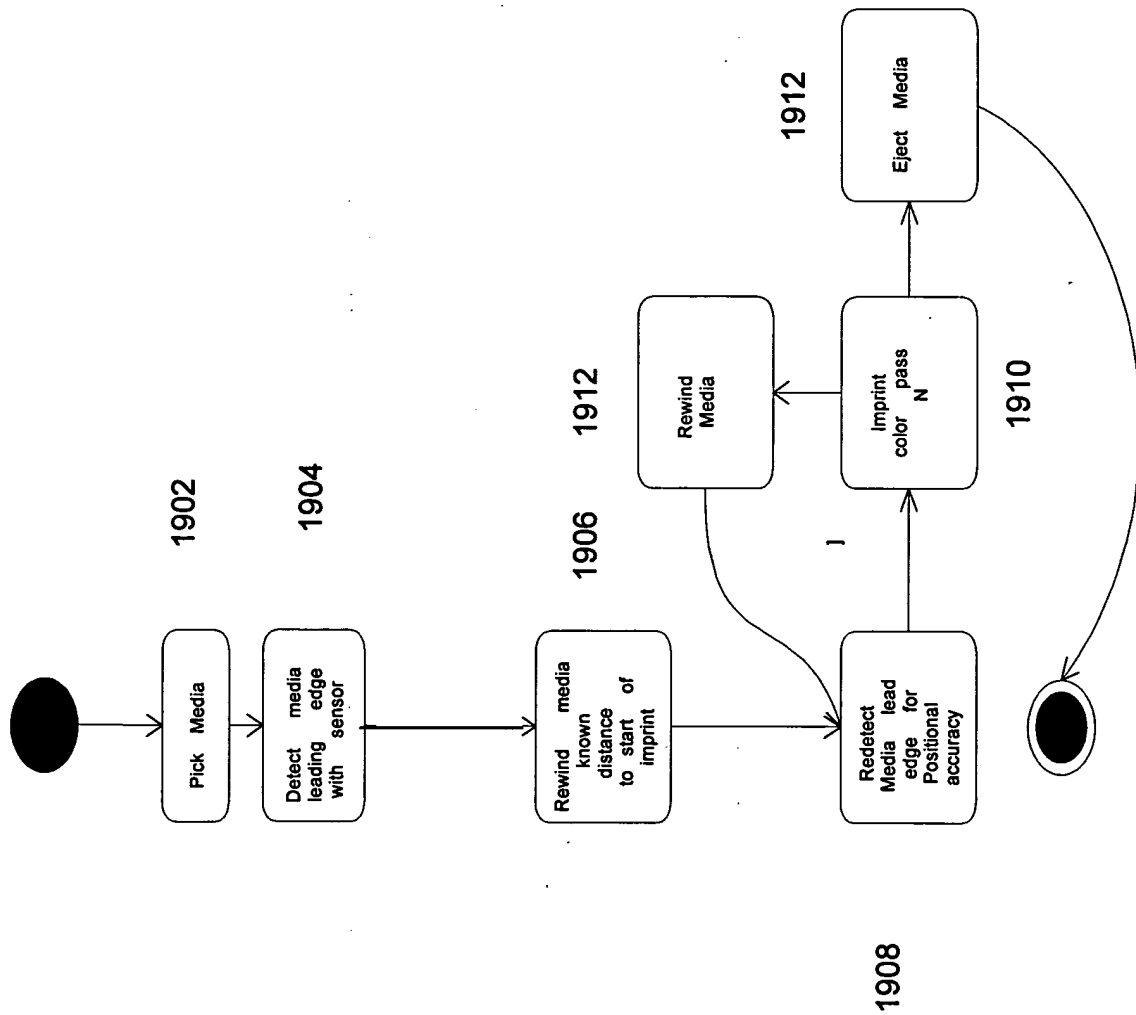 1902
Pick Media
1904
Detect media
leading edge
with sensor
1906
Rewind media
known
distance
to start of
imprint
1908
Redetect
Media lead
edge for
Positional
accuracy
]
1912
Rewind
Media
Imprint
color pass
N
1910
1912
Eject Media